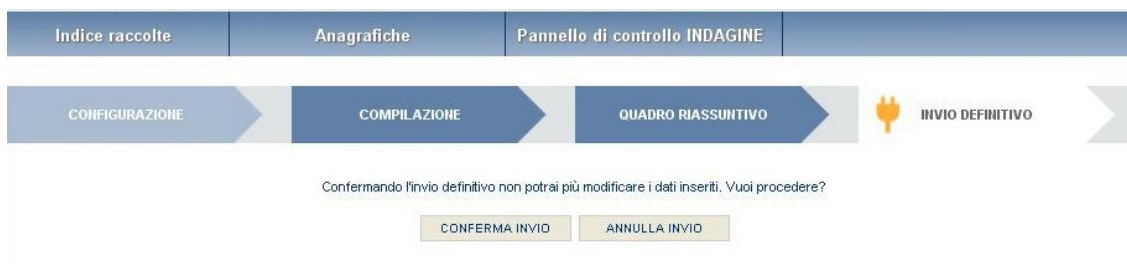 Indice raccolte Anagrafiche Pannello di controllo INDAGINE
CONFIGURAZIONE COMPILAZIONE QUADRO RIASSUNTIVO INVIO DEFINITIVO
Confermando l'invio definitivo non potrai più modificare i dati inseriti. Vuoi procedere?
CONFERMA INVIO ANNULLA INVIO